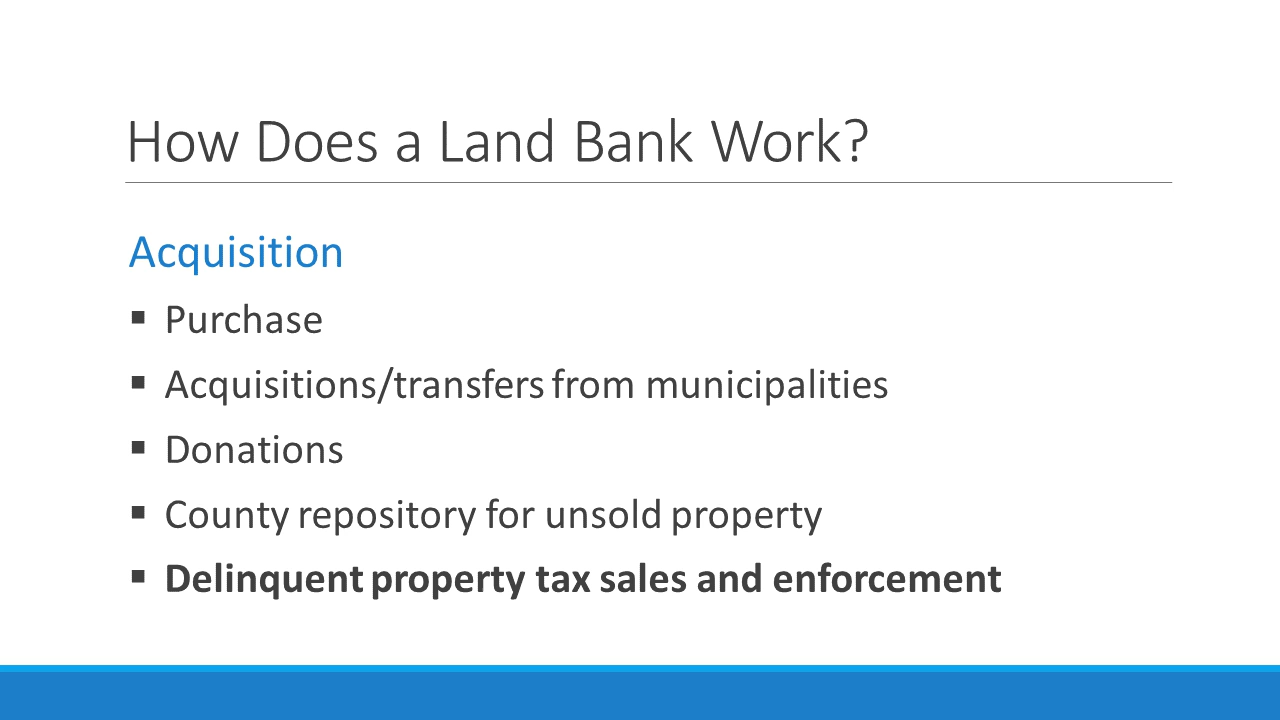 How Does a Land Bank Work?
Acquisition
▪ Purchase
▪ Acquisitions/transfers from municipalities
▪ Donations
▪ County repository for unsold property
▪ Delinquent property tax sales and enforcement